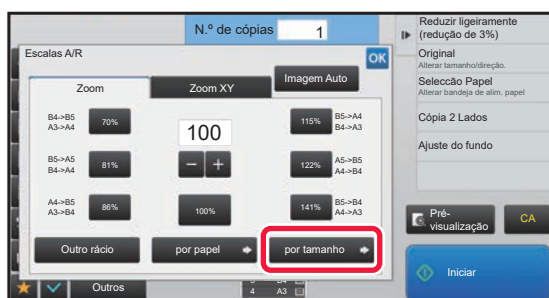 N.º de cópias
1
Escalas A/R
OK
Zoom
Zoom XY
Imagem Auto
B4->B5
A3->A4
70%
100
115%
B5->A4
B4->A3
B5->A5
B4->A4
81%
122%
A5->B5
A4->B4
A4->B5
A3->B4
86%
100%
141%
B5->B4
A4->A3
Outro rácio
por papel
por tamanho
Outros
4 A3
Reduzir ligeiramente
(redução de 3%)
Original
Alterar tamanho/direção.
Seleccão Papel
Alterar bandeja de alim. papel
Cópia 2 Lados
Ajuste do fundo
Pré-
visualização
CA
Iniciar